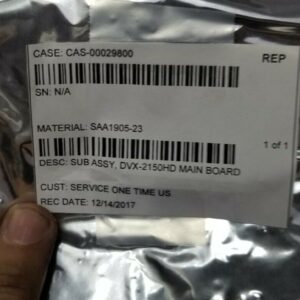 CASE: CAS-00029800
REP
SN: N/A
MATERIAL: SAA1905-23
1 of 1
DESC: SUB ASSY, DVX-2150HD MAIN BOARD
CUST: SERVICE ONE TIME US
REC DATE: 12/14/2017